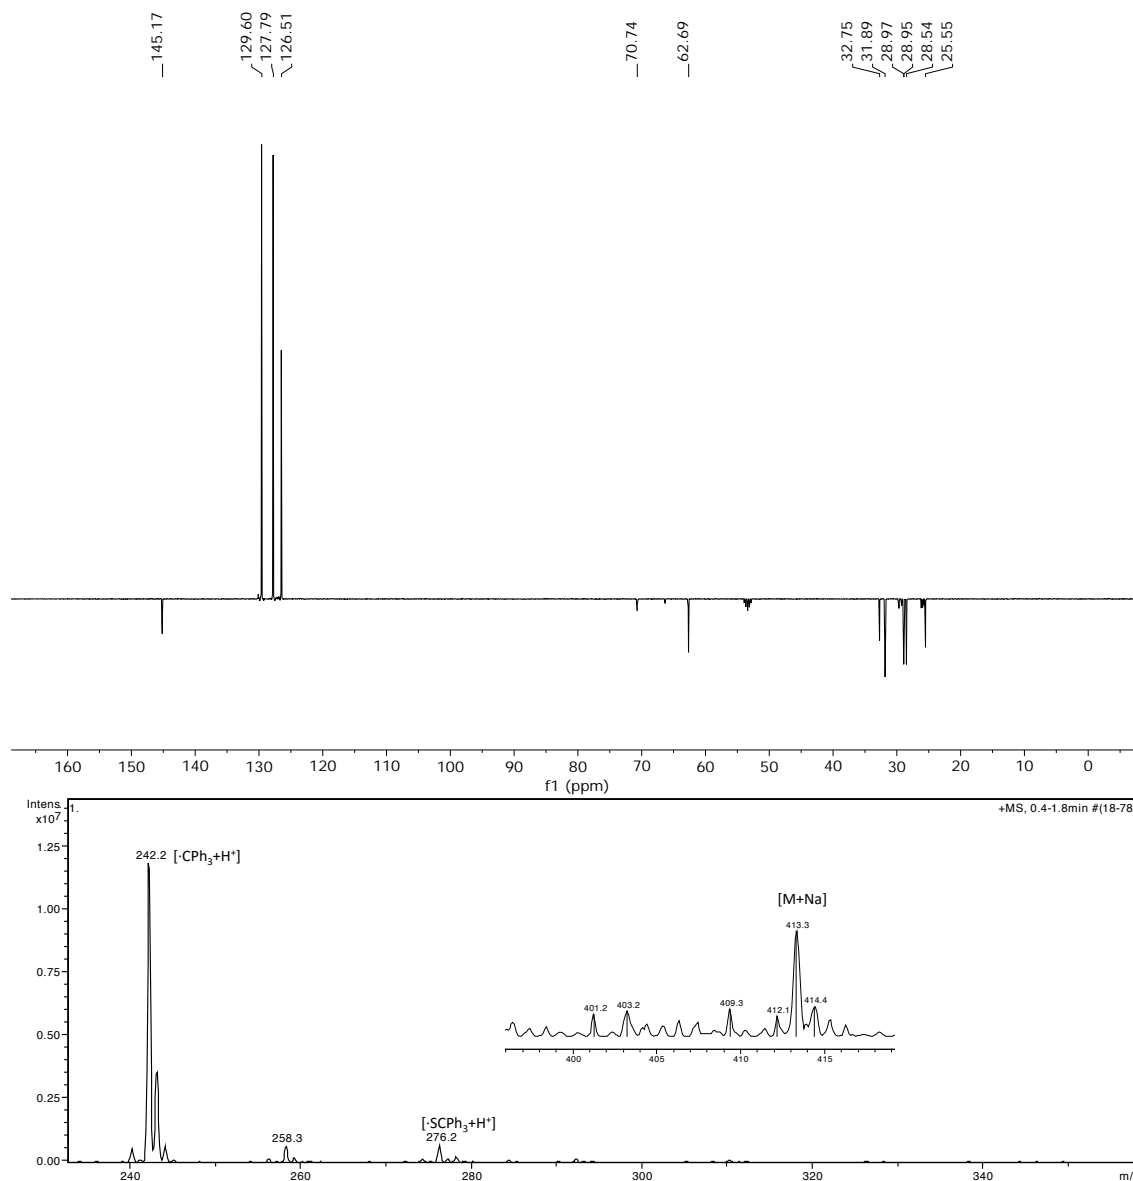 145.17
129.60
127.79
126.51
70.74
62.69
32.75
31.89
28.97
28.95
28.54
25.55
160 150 140 130 120 110 100 90 80 70 60 50 40 30 20 10 0
f1 (ppm)
Intens. 1.
x10⁷
+MS, 0.4-1.8min #(18-78
1.25
242.2 [·CPh₃+H⁺]
[M+Na]
413.3
1.00
0.75
401.2 403.2 409.3 412.1 414.4
0.50
400 405 410 415
0.25
[·SCPh₃+H⁺]
258.3 276.2
0.00
240 260 280 300 320 340 m/